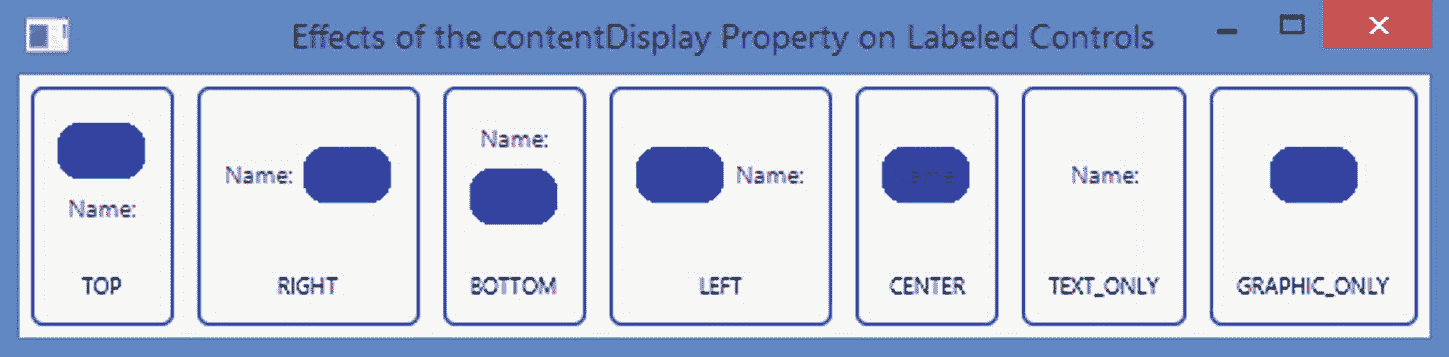 Effects of the contentDisplay Property on Labeled Controls
Name:
TOP
Name:
RIGHT
Name:
BOTTOM
Name:
LEFT
Name:
CENTER
Name:
TEXT_ONLY
GRAPHIC_ONLY